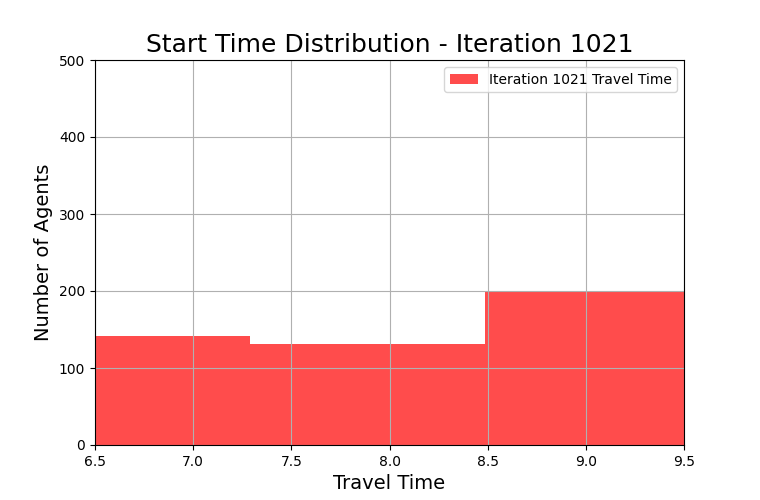 Start Time Distribution - Iteration 1021
Iteration 1021 Travel Time
Number of Agents
500
400
300
200
100
0
6.5 7.0 7.5 8.0 8.5 9.0 9.5
Travel Time